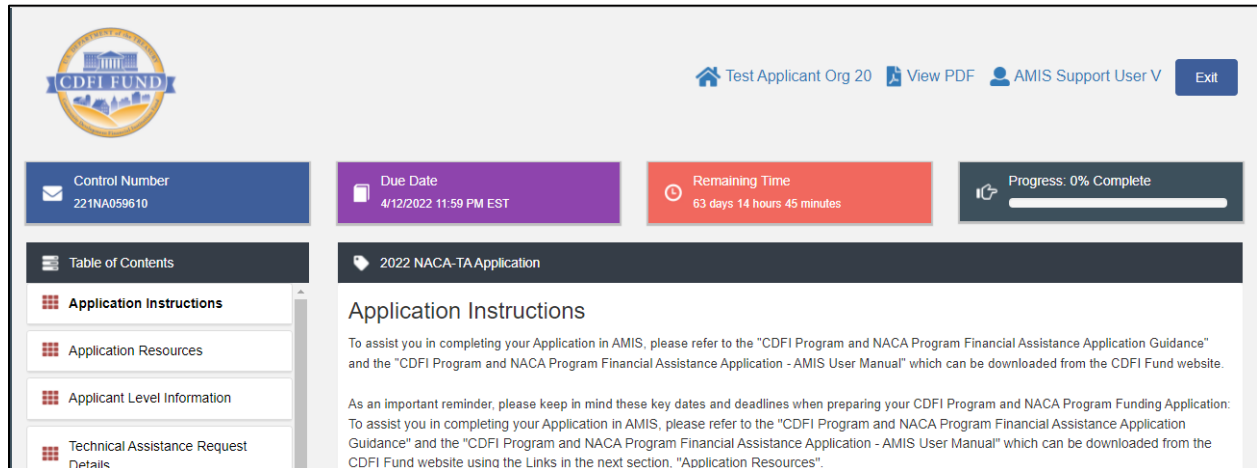 U.S. DEPARTMENT of the TREASURY
CDFI FUND
Community Development Financial Institutions Fund
Test Applicant Org 20 View PDF AMIS Support User V Exit
Control Number
221NA059610
Due Date
4/12/2022 11:59 PM EST
Remaining Time
63 days 14 hours 45 minutes
Progress: 0% Complete
Table of Contents
Application Instructions
Application Resources
Applicant Level Information
Technical Assistance Request
Details
2022 NACA-TA Application
Application Instructions
To assist you in completing your Application in AMIS, please refer to the "CDFI Program and NACA Program Financial Assistance Application Guidance"
and the "CDFI Program and NACA Program Financial Assistance Application - AMIS User Manual" which can be downloaded from the CDFI Fund website.
As an important reminder, please keep in mind these key dates and deadlines when preparing your CDFI Program and NACA Program Funding Application:
To assist you in completing your Application in AMIS, please refer to the "CDFI Program and NACA Program Financial Assistance Application
Guidance" and the "CDFI Program and NACA Program Financial Assistance Application - AMIS User Manual" which can be downloaded from the
CDFI Fund website using the Links in the next section, "Application Resources".